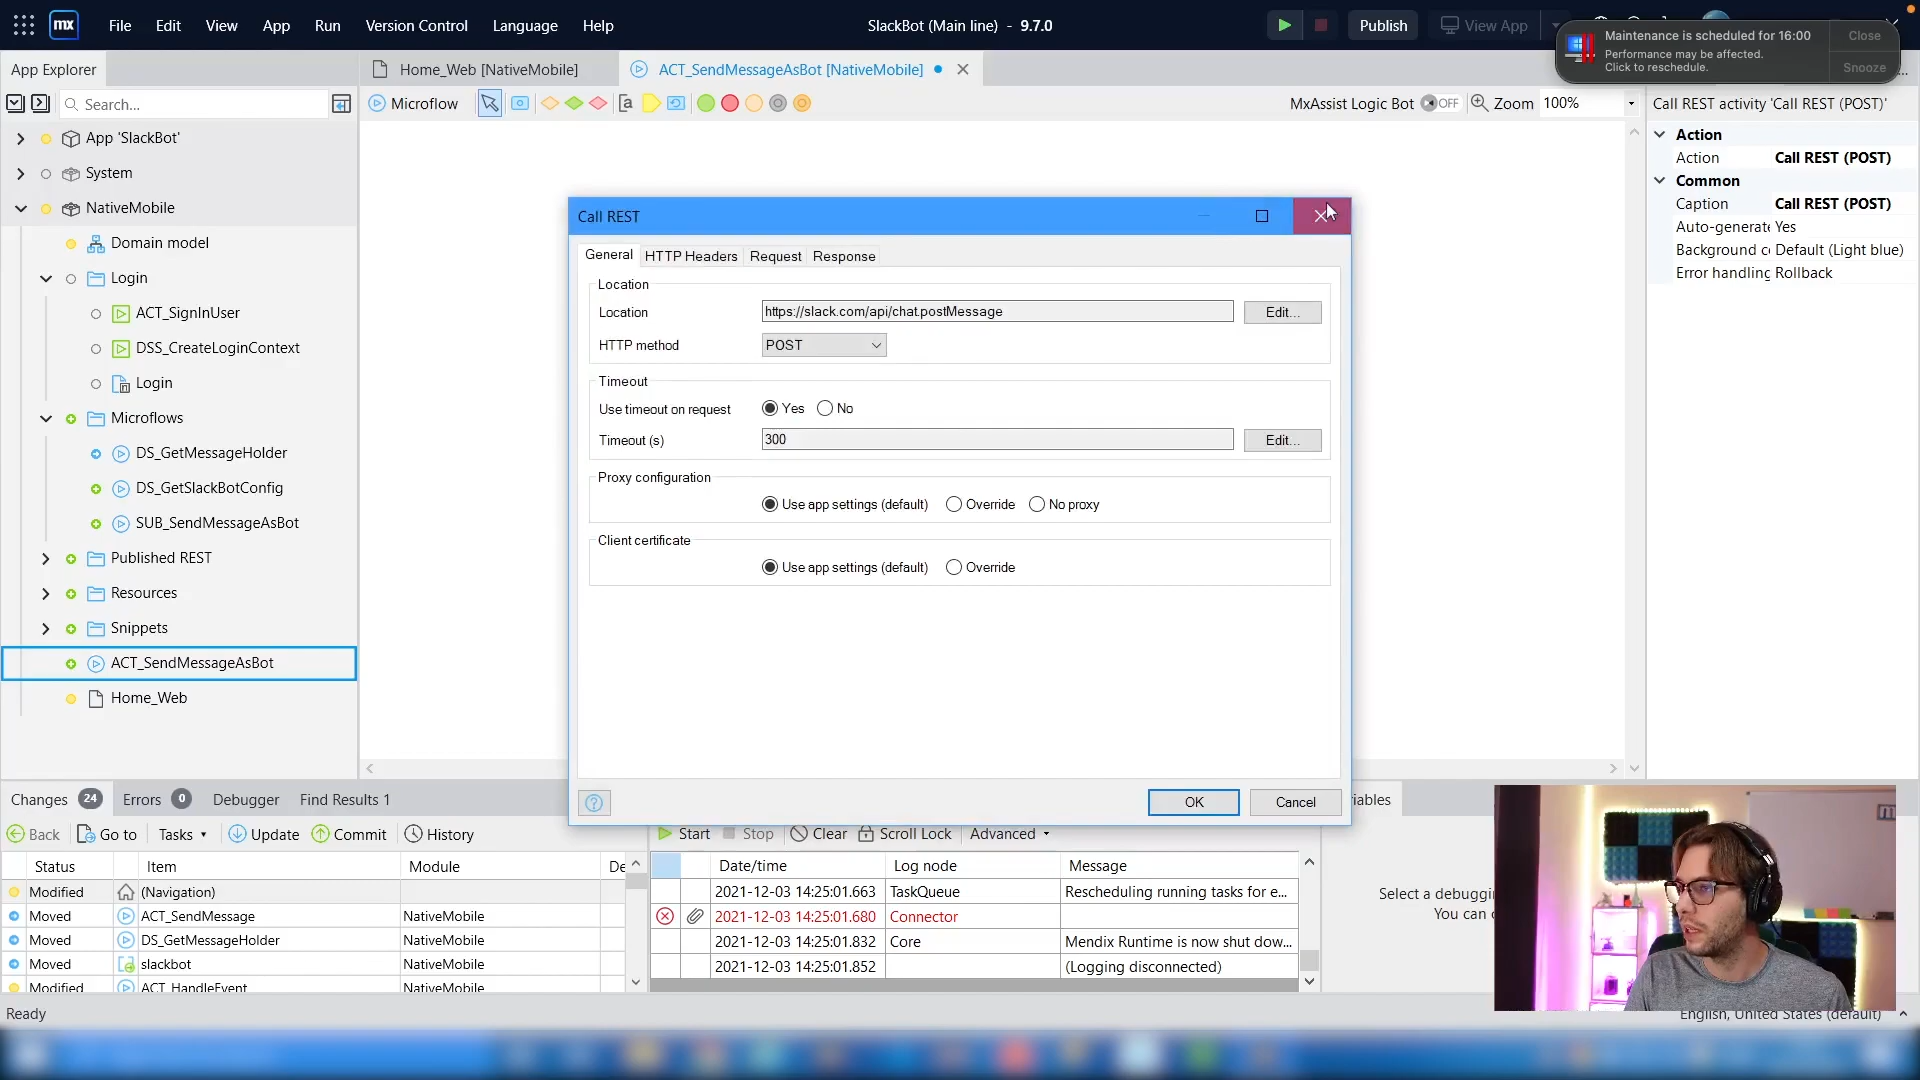 mx
File Edit View App Run Version Control Language Help
SlackBot (Main line) - 9.7.0
Publish
View App
Maintenance is scheduled for 16:00
Performance may be affected.
Click to reschedule.
Close
Snooze
App Explorer
Home_Web [NativeMobile]
ACT_SendMessageAsBot [NativeMobile]
Search...
Microflow
MxAssist Logic Bot OFF
Zoom 100%
Call REST activity 'Call REST (POST)'
App 'SlackBot'
System
NativeMobile
Domain model
Login
ACT_SignInUser
DSS_CreateLoginContext
Login
Microflows
DS_GetMessageHolder
DS_GetSlackBotConfig
SUB_SendMessageAsBot
Published REST
Resources
Snippets
ACT_SendMessageAsBot
Home_Web
Action
Action Call REST (POST)
Common
Caption Call REST (POST)
Auto-generate Yes
Background c Default (Light blue)
Error handling Rollback
Call REST
General HTTP Headers Request Response
Location
Location https://slack.com/api/chat.postMessage Edit...
HTTP method POST
Timeout
Use timeout on request Yes No
Timeout (s) 300 Edit...
Proxy configuration
Use app settings (default) Override No proxy
Client certificate
Use app settings (default) Override
OK Cancel
Changes 24 Errors 0 Debugger Find Results 1
Back Go to Tasks Update Commit History
Status Item Module De
Modified (Navigation)
Moved ACT_SendMessage NativeMobile
Moved DS_GetMessageHolder NativeMobile
Moved slackbot NativeMobile
Modified ACT_HandleEvent NativeMobile
Start Stop Clear Scroll Lock Advanced
Date/time Log node Message
2021-12-03 14:25:01.663 TaskQueue Rescheduling running tasks for e...
2021-12-03 14:25:01.680 Connector
2021-12-03 14:25:01.832 Core Mendix Runtime is now shut dow...
2021-12-03 14:25:01.852 (Logging disconnected)
iables
Select a debuggin
You can
Ready
English, United States (default)